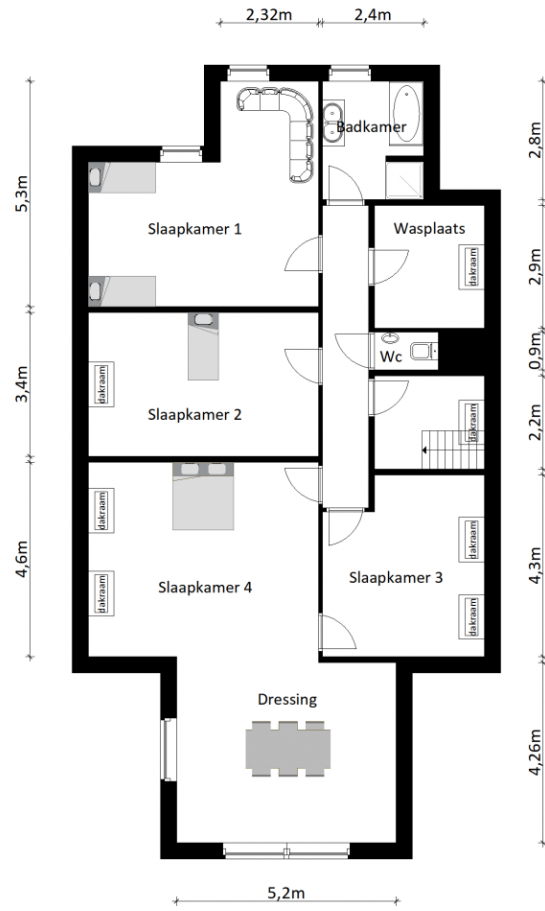 2,32m
2,4m
Badkamer
2,8m
5,3m
Slaapkamer 1
Wasplaats
dakraam
2,9m
Wc
0,9m
dakraam
3,4m
Slaapkamer 2
dakraam
2,2m
dakraam
dakraam
4,6m
dakraam
Slaapkamer 4
Slaapkamer 3
dakraam
4,3m
Dressing
4,26m
5,2m